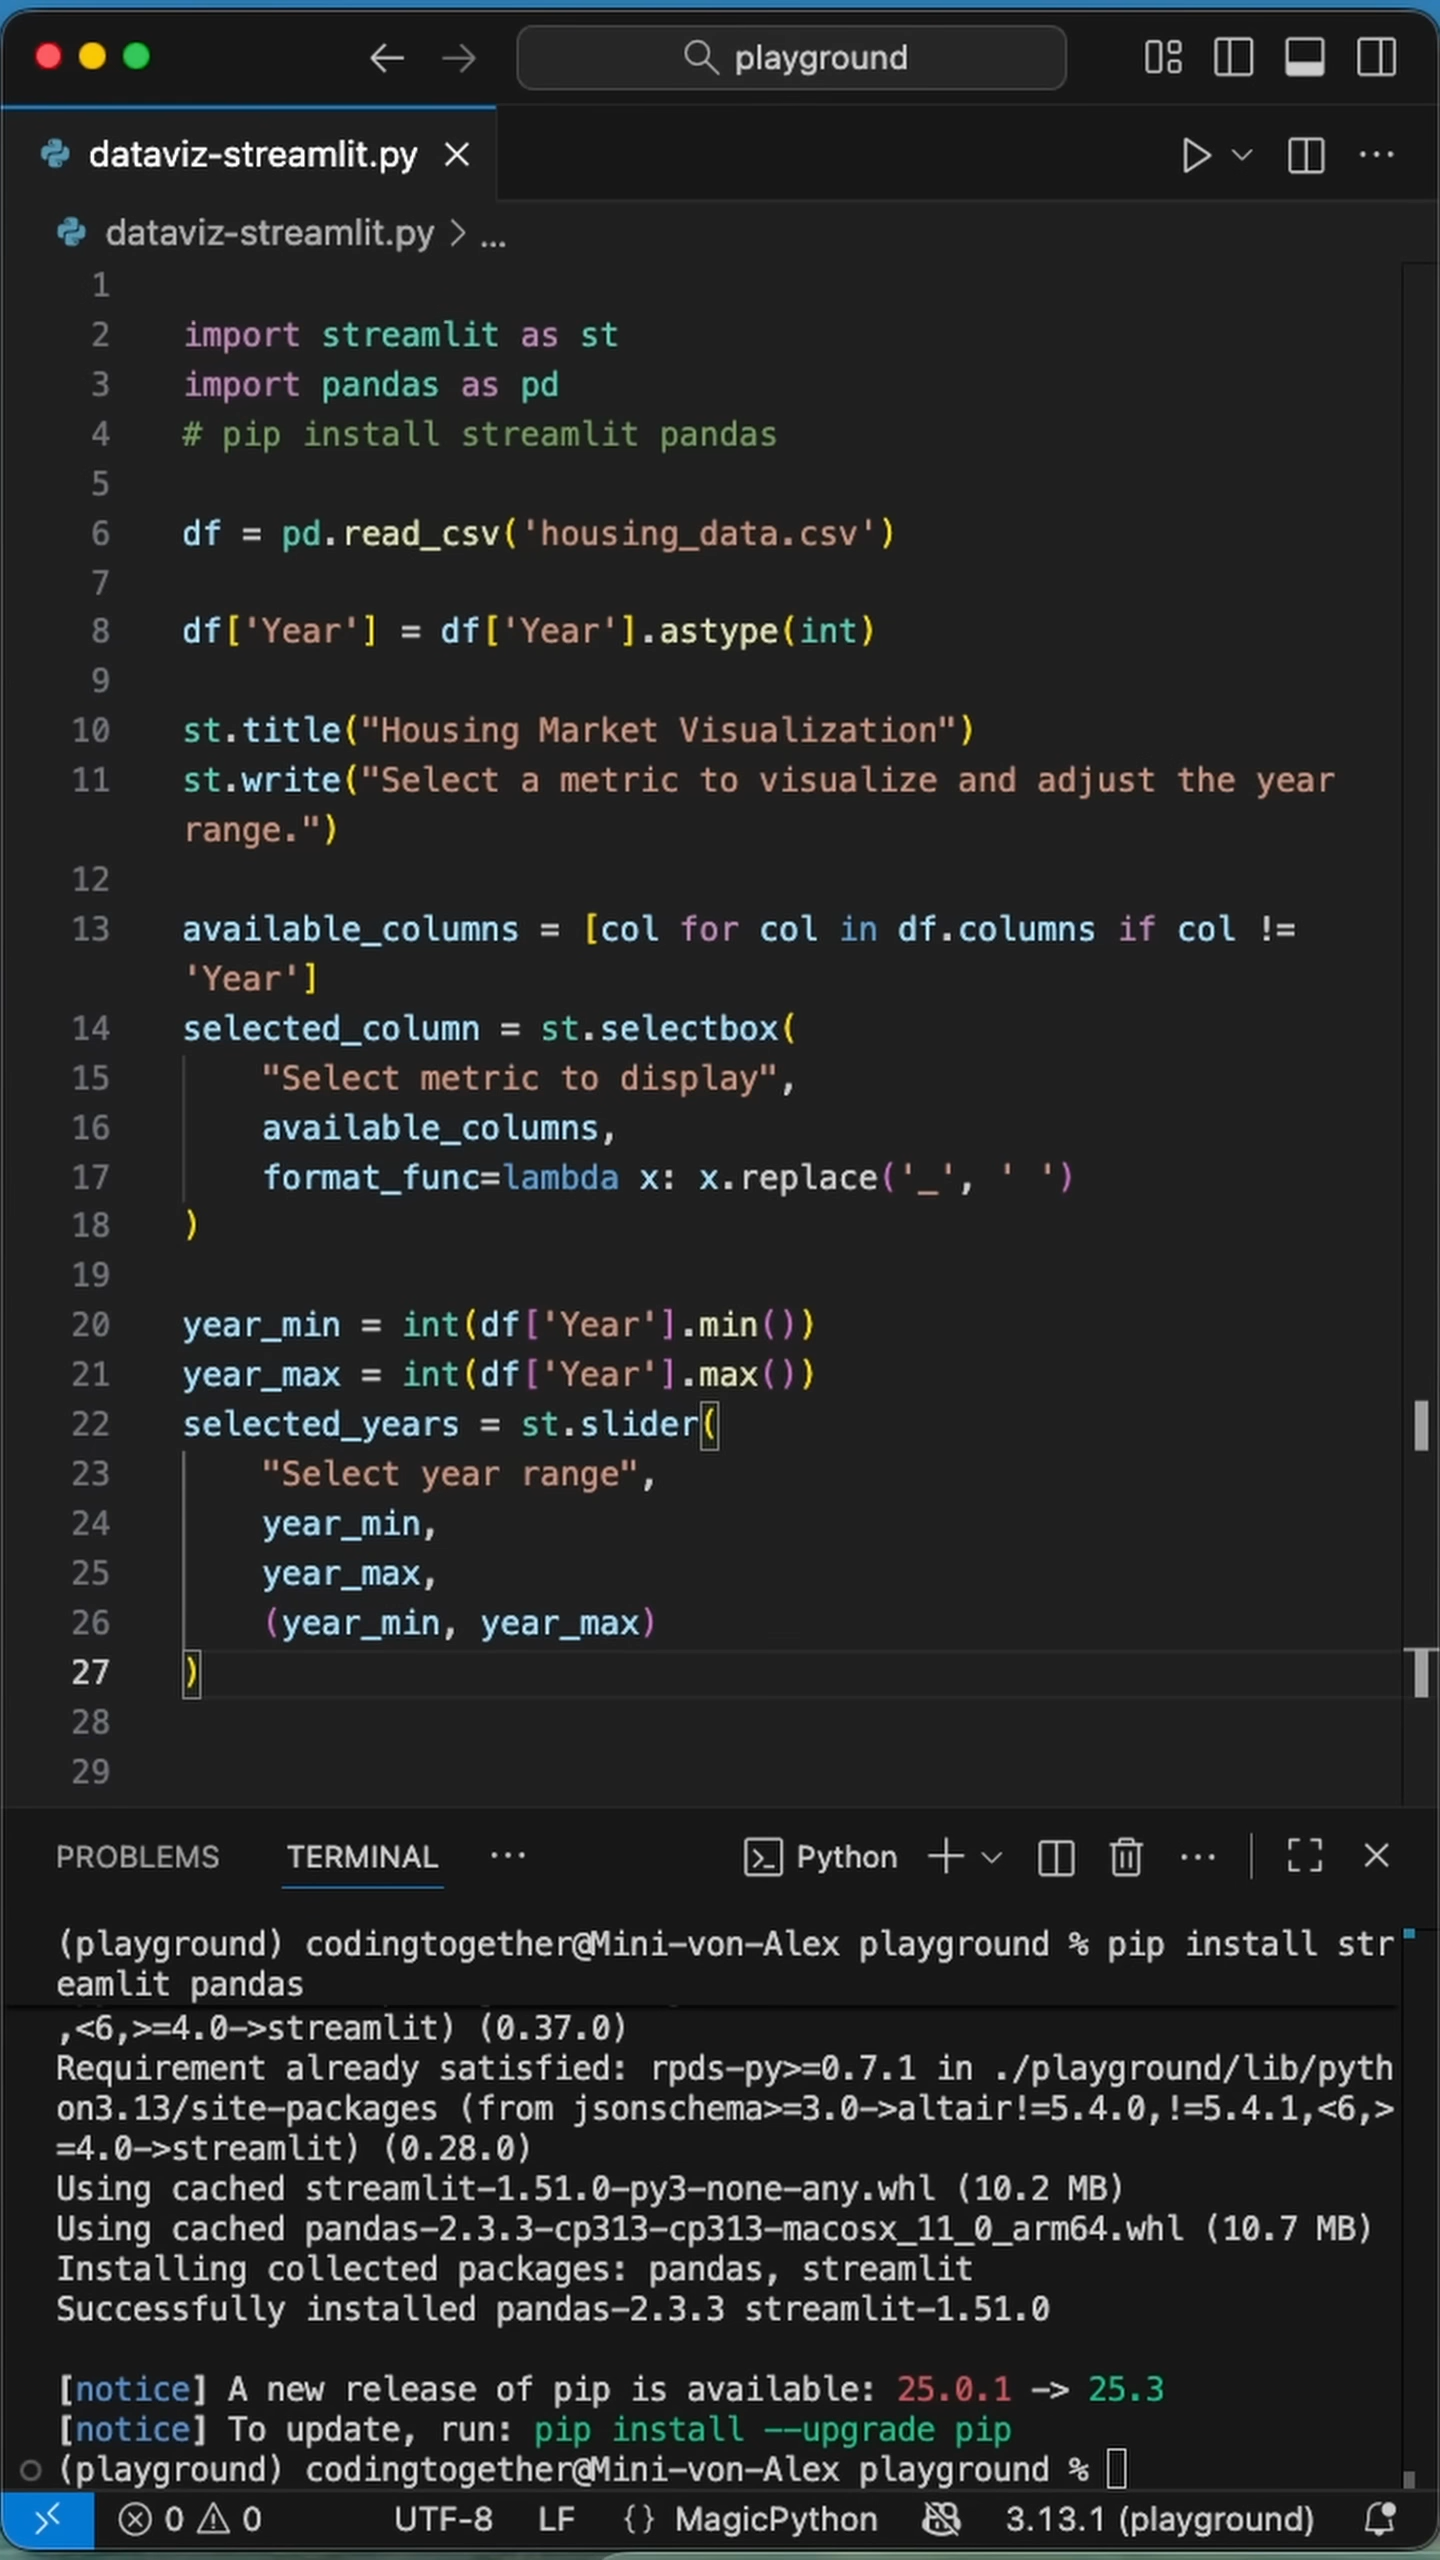 playground
dataviz-streamlit.py
dataviz-streamlit.py > ...
1
2 import streamlit as st
3 import pandas as pd
4 # pip install streamlit pandas
5
6 df = pd.read_csv('housing_data.csv')
7
8 df['Year'] = df['Year'].astype(int)
9
10 st.title("Housing Market Visualization")
11 st.write("Select a metric to visualize and adjust the year
range.")
12
13 available_columns = [col for col in df.columns if col !=
'Year']
14 selected_column = st.selectbox(
15     "Select metric to display",
16     available_columns,
17     format_func=lambda x: x.replace('_', ' ')
18 )
19
20 year_min = int(df['Year'].min())
21 year_max = int(df['Year'].max())
22 selected_years = st.slider(
23     "Select year range",
24     year_min,
25     year_max,
26     (year_min, year_max)
27 )
28
29
PROBLEMS TERMINAL ... Python
(playground) codingtogether@Mini-von-Alex playground % pip install str
eamlit pandas
,<6,>=4.0->streamlit) (0.37.0)
Requirement already satisfied: rpds-py>=0.7.1 in ./playground/lib/pyth
on3.13/site-packages (from jsonschema>=3.0->altair!=5.4.0,!=5.4.1,<6,>
=4.0->streamlit) (0.28.0)
Using cached streamlit-1.51.0-py3-none-any.whl (10.2 MB)
Using cached pandas-2.3.3-cp313-cp313-macosx_11_0_arm64.whl (10.7 MB)
Installing collected packages: pandas, streamlit
Successfully installed pandas-2.3.3 streamlit-1.51.0

[notice] A new release of pip is available: 25.0.1 -> 25.3
[notice] To update, run: pip install --upgrade pip
(playground) codingtogether@Mini-von-Alex playground %
0 0 UTF-8 LF {} MagicPython 3.13.1 (playground)